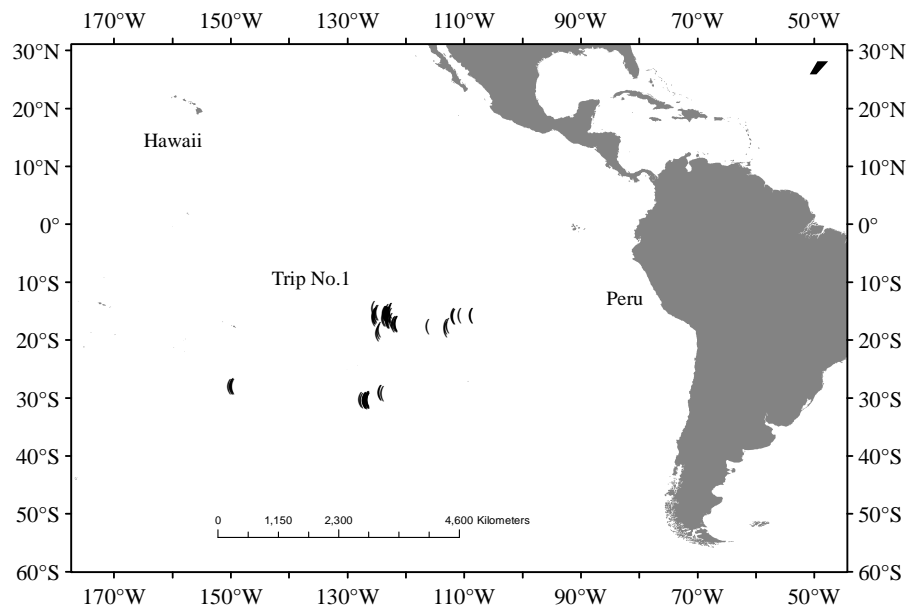 170°W 150°W 130°W 110°W 90°W 70°W 50°W
30°N 30°N
20°N 20°N
Hawaii
10°N 10°N
0° 0°
10°S Trip No.1 10°S
Peru
20°S 20°S
30°S 30°S
40°S 40°S
50°S 50°S
0 1,150 2,300 4,600 Kilometers
60°S 60°S
170°W 150°W 130°W 110°W 90°W 70°W 50°W